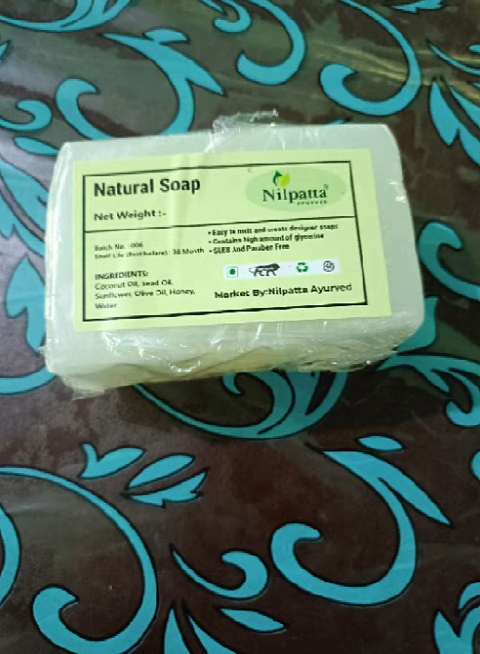 Natural Soap
Nilpatta
AYURVED
Net Weight :-
Batch No. : 006
Shelf Life (Best before) : 36 Month
• Easy to melt and create designer soaps
• Contains high amount of glycerine
• SLES And Paraben Free
INGREDIENTS:
Coconut Oil, Seed Oil,
Sunflower, Olive Oil, Honey,
Water
Market By:Nilpatta Ayurved